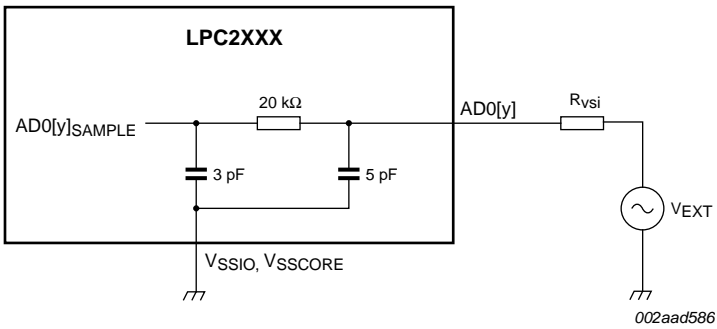 LPC2XXX
20 kΩ
AD0[y]SAMPLE
AD0[y]
Rvsi
3 pF
5 pF
VEXT
VSSIO, VSSCORE
002aad586